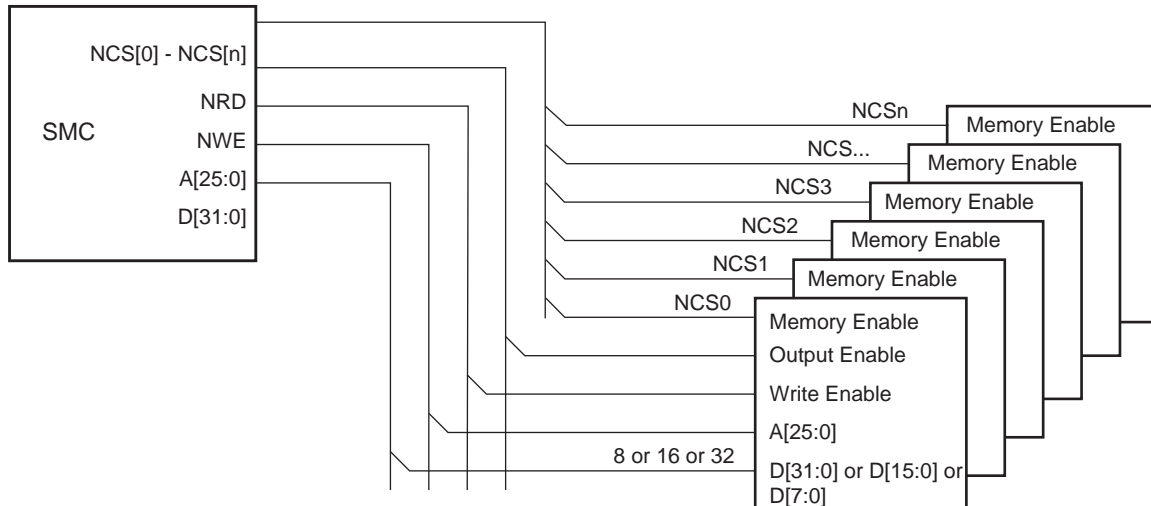 NCS[0] - NCS[n]
NRD
SMC
NWE
A[25:0]
D[31:0]
NCSn
Memory Enable
NCS...
Memory Enable
NCS3
Memory Enable
NCS2
Memory Enable
NCS1
Memory Enable
NCS0
Memory Enable
Output Enable
Write Enable
A[25:0]
8 or 16 or 32
D[31:0] or D[15:0] or
D[7:0]